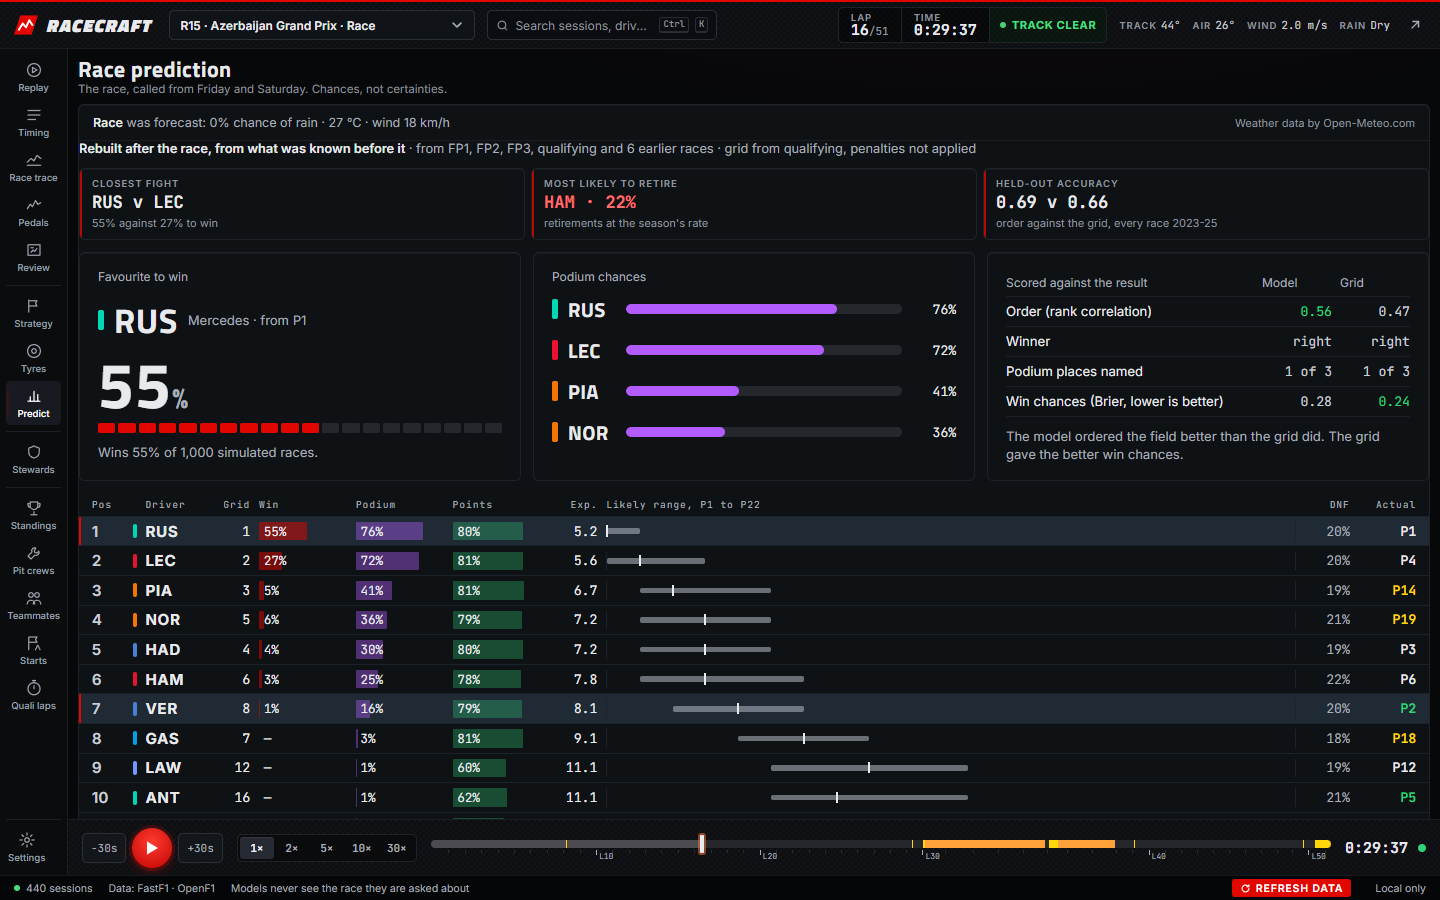 RACECRAFT
R15 · Azerbaijan Grand Prix · Race
Search sessions, driv... Ctrl K
LAP 16/51
TIME 0:29:37
TRACK CLEAR
TRACK 44° AIR 26° WIND 2.0 m/s RAIN Dry
Replay
Timing
Race trace
Pedals
Review
Strategy
Tyres
Predict
Stewards
Standings
Pit crews
Teammates
Starts
Quali laps
Settings
Race prediction
The race, called from Friday and Saturday. Chances, not certainties.
Race was forecast: 0% chance of rain · 27 °C · wind 18 km/h
Weather data by Open-Meteo.com
Rebuilt after the race, from what was known before it · from FP1, FP2, FP3, qualifying and 6 earlier races · grid from qualifying, penalties not applied
CLOSEST FIGHT
RUS v LEC
55% against 27% to win
MOST LIKELY TO RETIRE
HAM · 22%
retirements at the season's rate
HELD-OUT ACCURACY
0.69 v 0.66
order against the grid, every race 2023-25
Favourite to win
RUS Mercedes · from P1
55%
Wins 55% of 1,000 simulated races.
Podium chances
RUS 76%
LEC 72%
PIA 41%
NOR 36%
Scored against the result Model Grid
Order (rank correlation) 0.56 0.47
Winner right right
Podium places named 1 of 3 1 of 3
Win chances (Brier, lower is better) 0.28 0.24
The model ordered the field better than the grid did. The grid
gave the better win chances.
Pos Driver Grid Win Podium Points Exp. Likely range, P1 to P22 DNF Actual
1 RUS 1 55% 76% 80% 5.2 20% P1
2 LEC 2 27% 72% 81% 5.6 20% P4
3 PIA 3 5% 41% 81% 6.7 19% P14
4 NOR 5 6% 36% 79% 7.2 21% P19
5 HAD 4 4% 30% 80% 7.2 19% P3
6 HAM 6 3% 25% 78% 7.8 22% P6
7 VER 8 1% 16% 79% 8.1 20% P2
8 GAS 7 – 3% 81% 9.1 18% P18
9 LAW 12 – 1% 60% 11.1 19% P12
10 ANT 16 – 1% 62% 11.1 21% P5
-30s +30s 1× 2× 5× 10× 30×
L10 L20 L30 L40 L50
0:29:37
440 sessions Data: FastF1 · OpenF1 Models never see the race they are asked about
REFRESH DATA
Local only